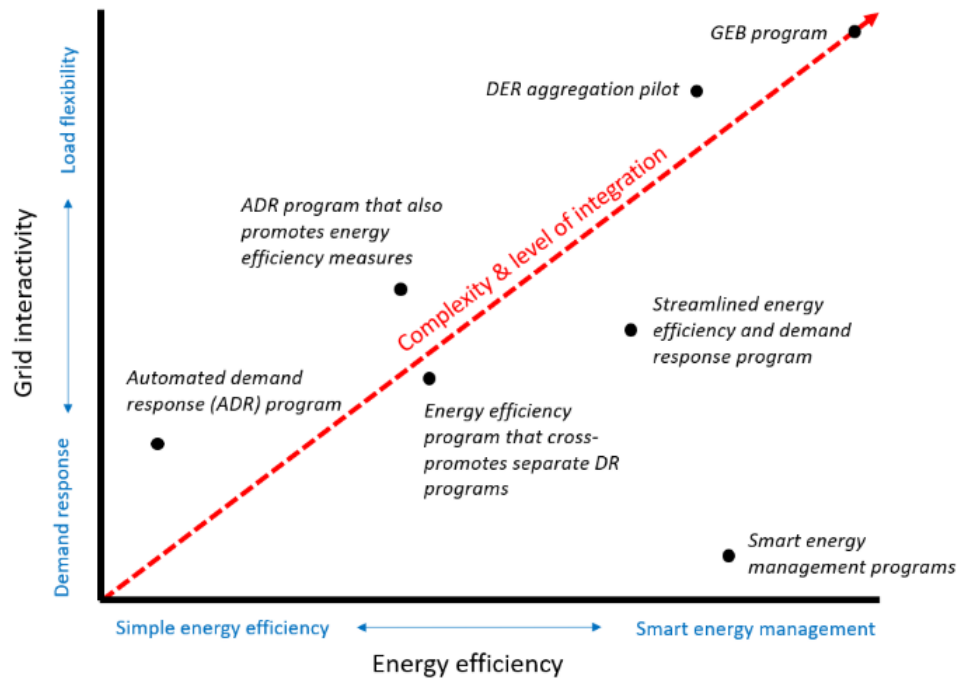 GEB program
DER aggregation pilot
Load flexibility
Complexity & level of integration
ADR program that also
promotes energy
efficiency measures
Grid interactivity
Streamlined energy
efficiency and demand
response program
Automated demand
response (ADR) program
Energy efficiency
program that cross-
promotes separate DR
programs
Demand response
Smart energy
management programs
Simple energy efficiency
Smart energy management
Energy efficiency